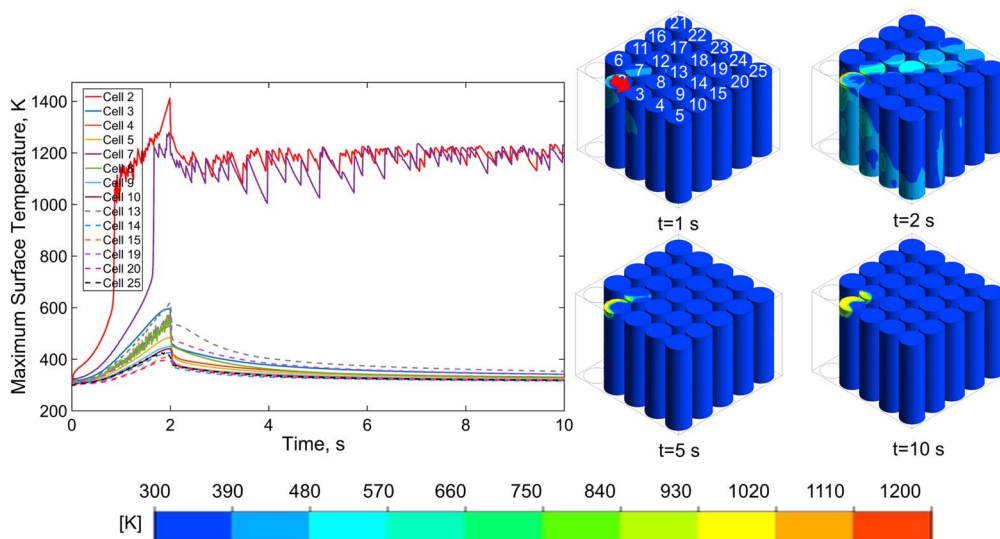 1400
1200
1000
800
600
400
200
Maximum Surface Temperature, K
Cell 2
Cell 3
Cell 4
Cell 5
Cell 7
Cell 8
Cell 9
Cell 10
Cell 13
Cell 14
Cell 15
Cell 19
Cell 20
Cell 25
0 2 4 6 8 10
Time, s
21
16 22
11 17 23
6 12 18 24
7 13 19 25
8 14 20
3 9 15
4 10
5
t=1 s
t=2 s
t=5 s
t=10 s
300 390 480 570 660 750 840 930 1020 1110 1200
[K]